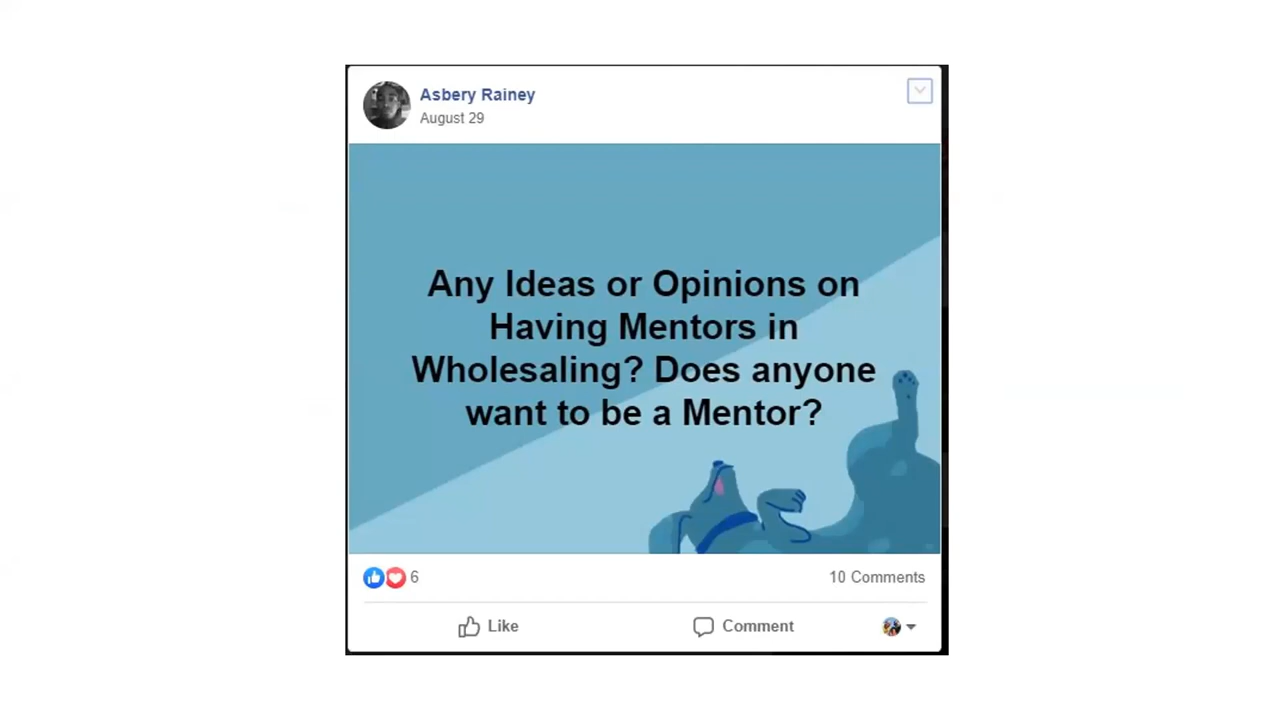 Asbery Rainey
August 29
Any Ideas or Opinions on
Having Mentors in
Wholesaling? Does anyone
want to be a Mentor?
6
10 Comments
Like
Comment